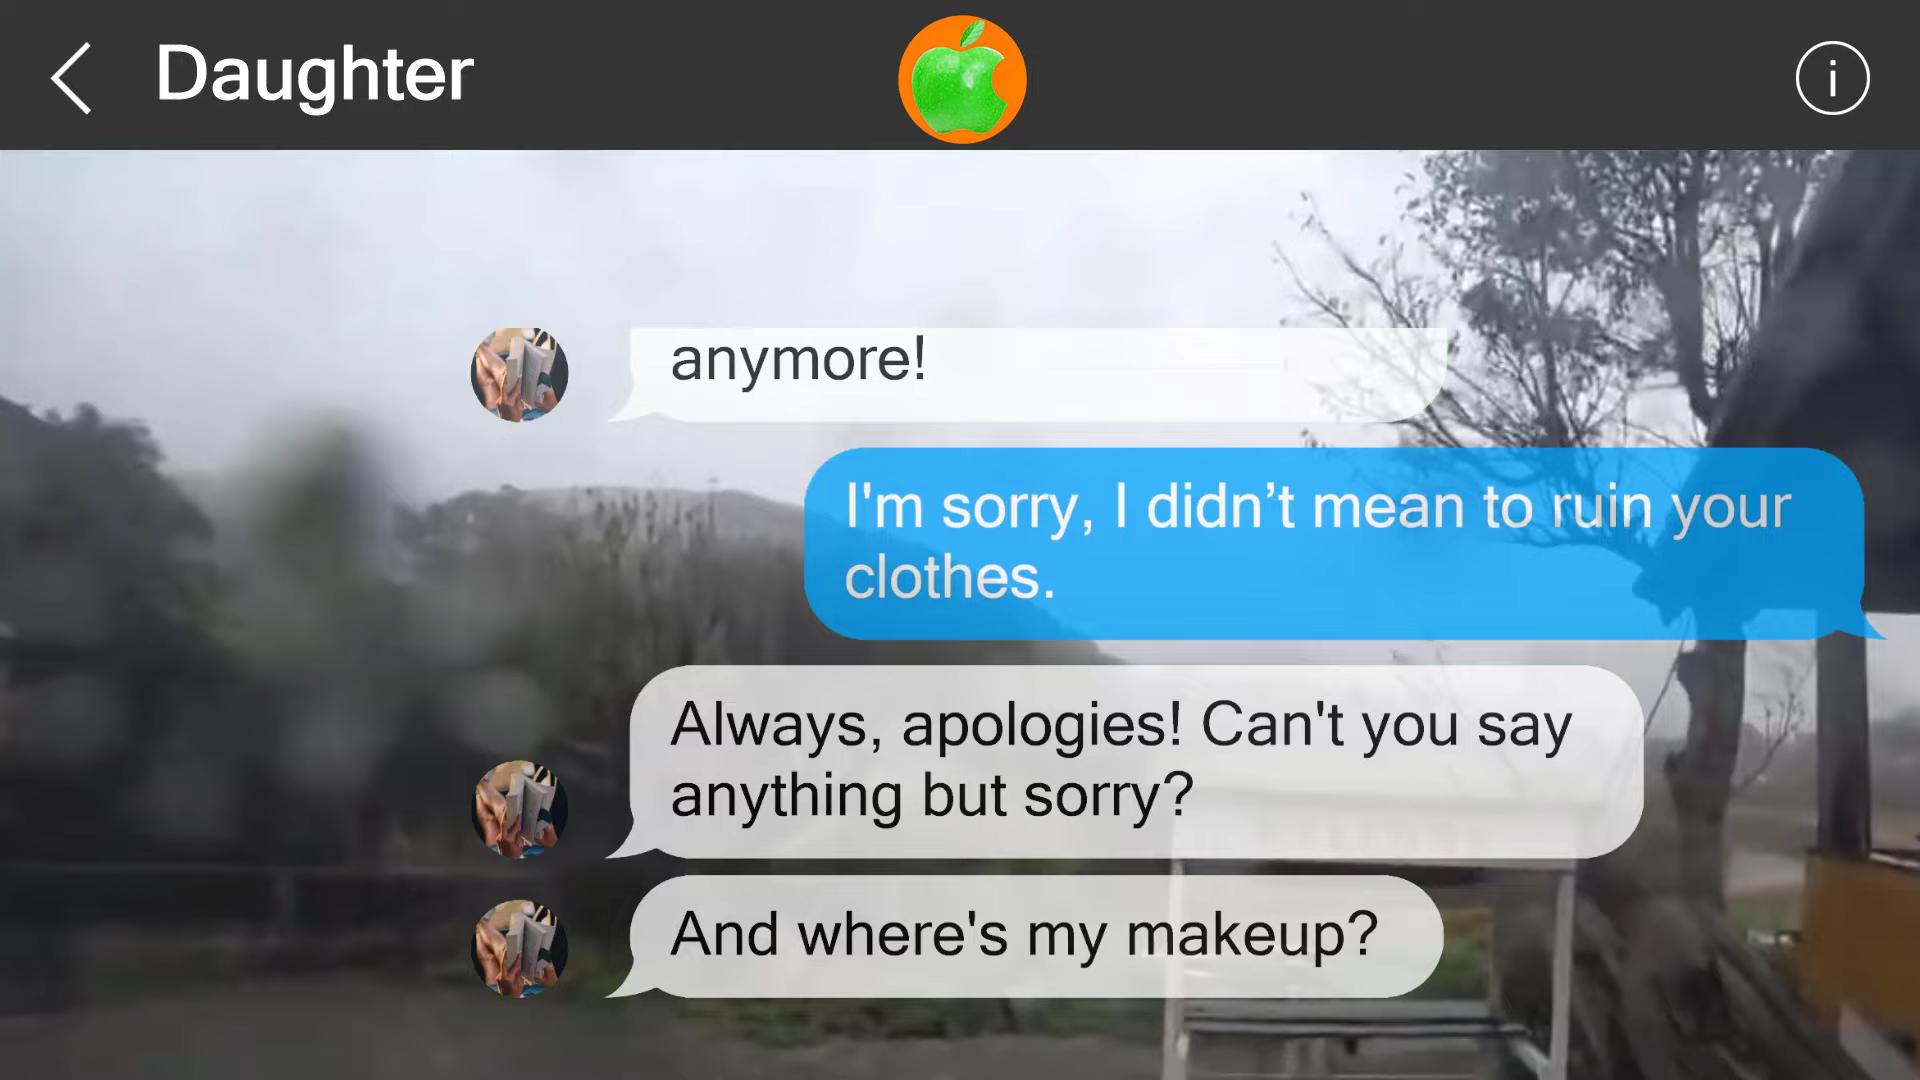 Daughter
anymore!
I'm sorry, I didn’t mean to ruin your
clothes.
Always, apologies! Can't you say
anything but sorry?
And where's my makeup?